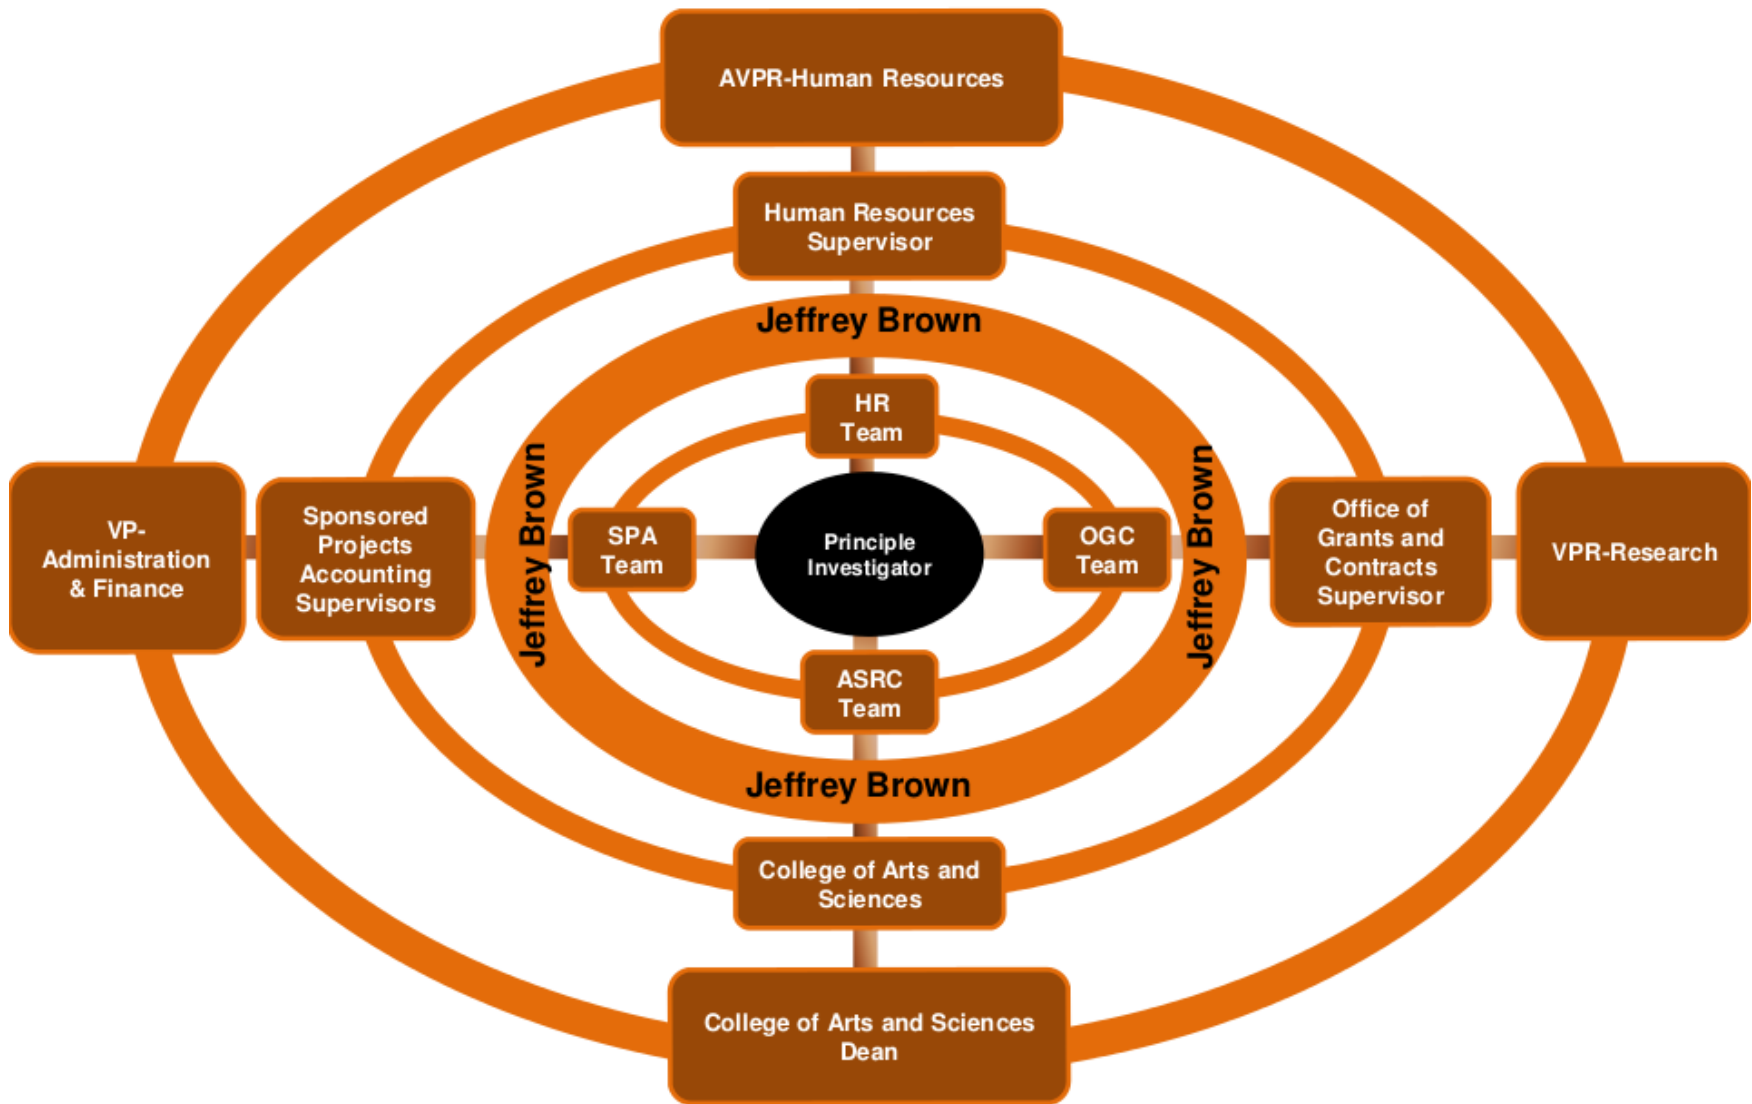 AVPR-Human Resources
Human Resources
Supervisor
Jeffrey Brown
HR
Team
VP-
Administration
& Finance
Sponsored
Projects
Accounting
Supervisors
Jeffrey Brown
SPA
Team
Principle
Investigator
OGC
Team
Jeffrey Brown
Office of
Grants and
Contracts
Supervisor
VPR-Research
ASRC
Team
Jeffrey Brown
College of Arts and
Sciences
College of Arts and Sciences
Dean